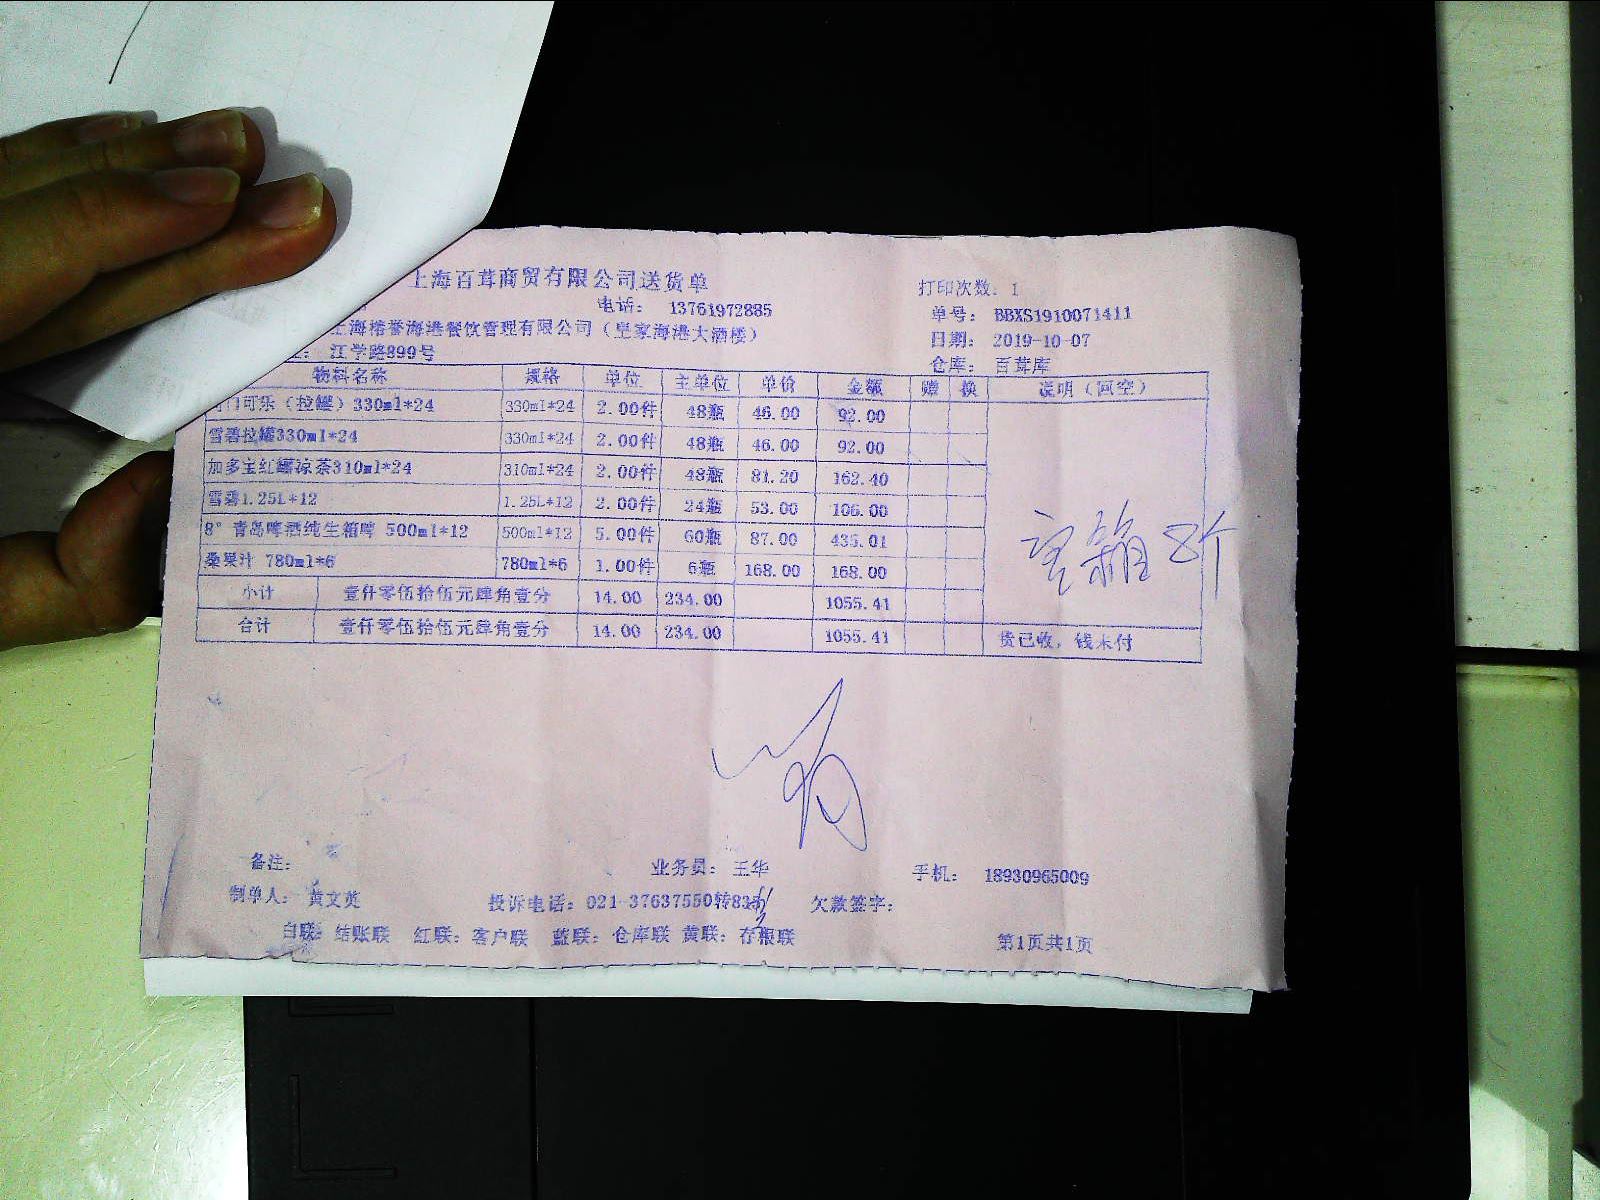 上海百茸商贸有限公司送货单
打印次数: 1
电话: 13761972885
单号: BBXS1910071411
上海榕誉海港餐饮管理有限公司（皇家海港大酒楼）
日期: 2019-10-07
江学路899号
仓库: 百茸库
物料名称 规格 单位 主单位 单价 金额 赠 换 说明（回空）
可口可乐（拉罐）330ml*24 330ml*24 2.00件 48瓶 46.00 92.00
雪碧拉罐330ml*24 330ml*24 2.00件 48瓶 46.00 92.00
加多宝红罐凉茶310ml*24 310ml*24 2.00件 48瓶 81.20 162.40
雪碧1.25L*12 1.25L*12 2.00件 24瓶 53.00 106.00
8° 青岛啤酒纯生箱啤 500ml*12 500ml*12 5.00件 60瓶 87.00 435.01
桑果汁 780ml*6 780ml*6 1.00件 6瓶 168.00 168.00
空箱8个
小计 壹仟零伍拾伍元肆角壹分 14.00 234.00 1055.41
合计 壹仟零伍拾伍元肆角壹分 14.00 234.00 1055.41 货已收，钱未付
备注: 业务员: 王华 手机: 18930965009
制单人: 黄文英 投诉电话: 021-37637550转83 欠款签字:
白联: 结账联 红联: 客户联 蓝联: 仓库联 黄联: 存根联 第1页共1页